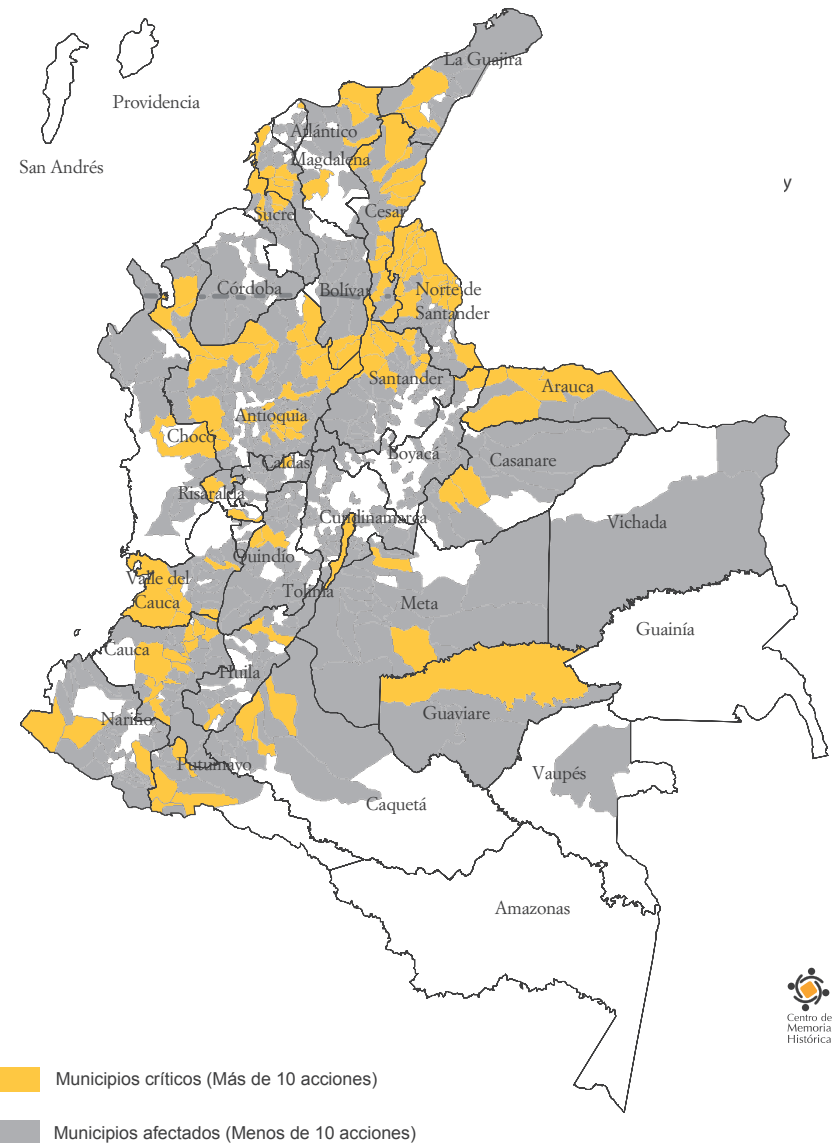 La Guajira
Providencia
Atlántico
Magdalena
San Andrés
y
Sucre
Cesar
Córdoba
Bolívar
Norte de
Santander
Santander
Arauca
Antioquia
Chocó
Boyacá
Caldas
Casanare
Risaralda
Cundinamarca
Vichada
Quindío
Valle del
Cauca
Tolima
Meta
Guainía
Cauca
Huila
Nariño
Guaviare
Putumayo
Vaupés
Caquetá
Amazonas
Centro de
Memoria
Histórica
Municipios críticos (Más de 10 acciones)
Municipios afectados (Menos de 10 acciones)